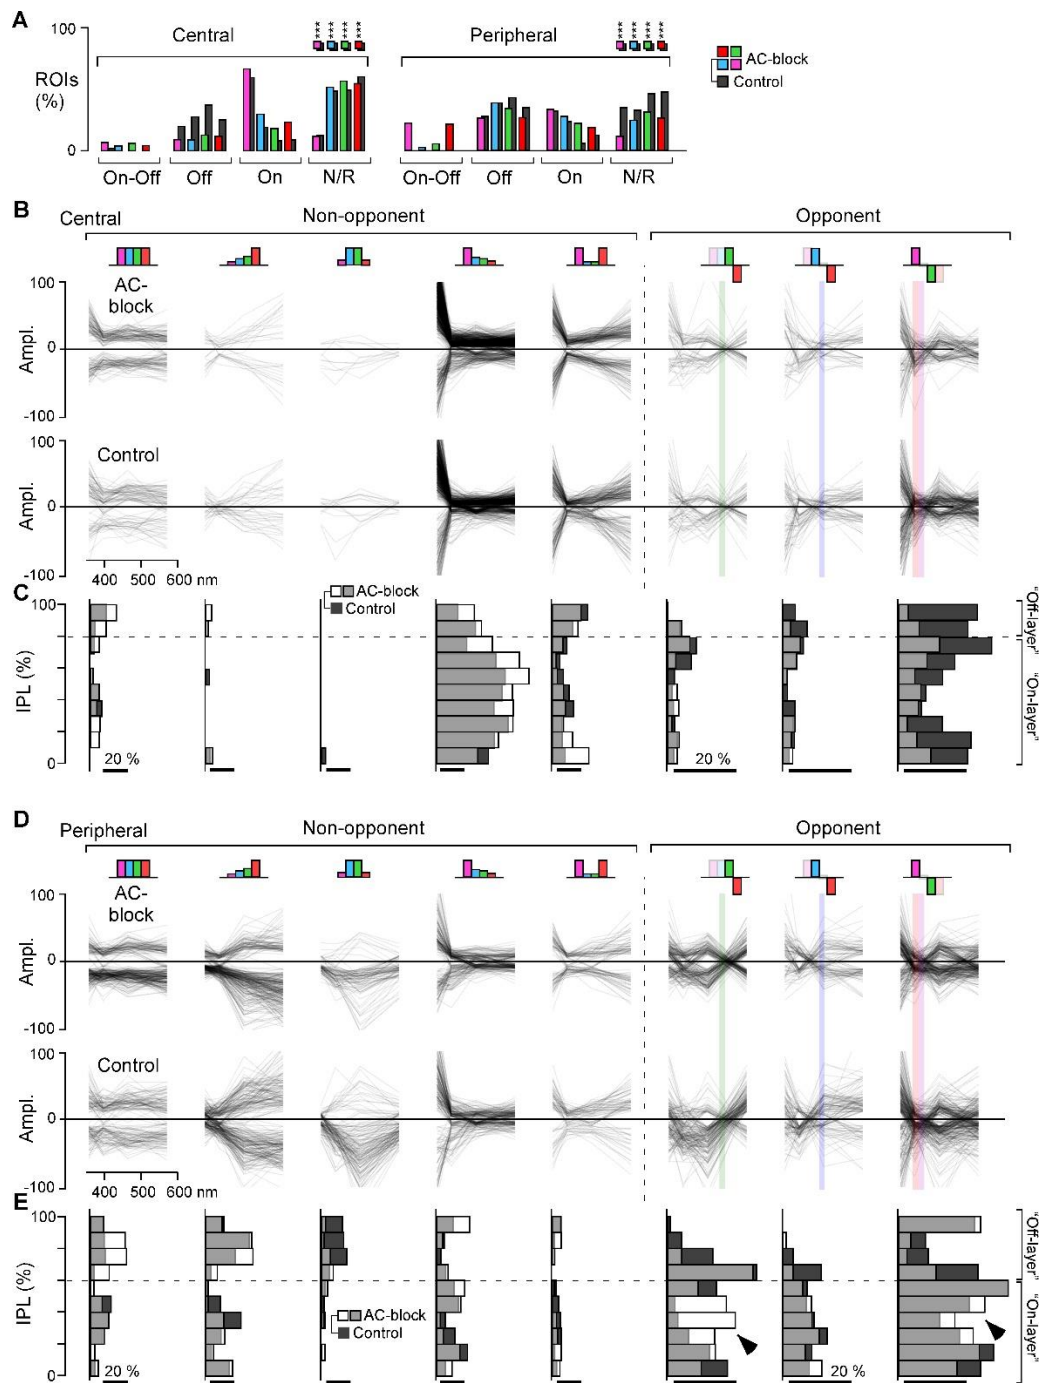 A
100
Central
***
***
***
***
Peripheral
***
***
***
***
ROIs
(%)
AC-block
Control
0
On-Off
Off
On
N/R
On-Off
Off
On
N/R
B
Central
Non-opponent
Opponent
100
AC-
block
Ampl.
0
-100
100
Control
Ampl.
0
-100
400 500 600 nm
C
100
AC-block
Control
"Off-layer"
IPL (%)
"On-layer"
0
20 %
20 %
D
Peripheral
Non-opponent
Opponent
100
AC-
block
Ampl.
0
-100
100
Control
Ampl.
0
-100
400 500 600 nm
E
100
"Off-layer"
IPL (%)
AC-block
Control
"On-layer"
0
20 %
20 %